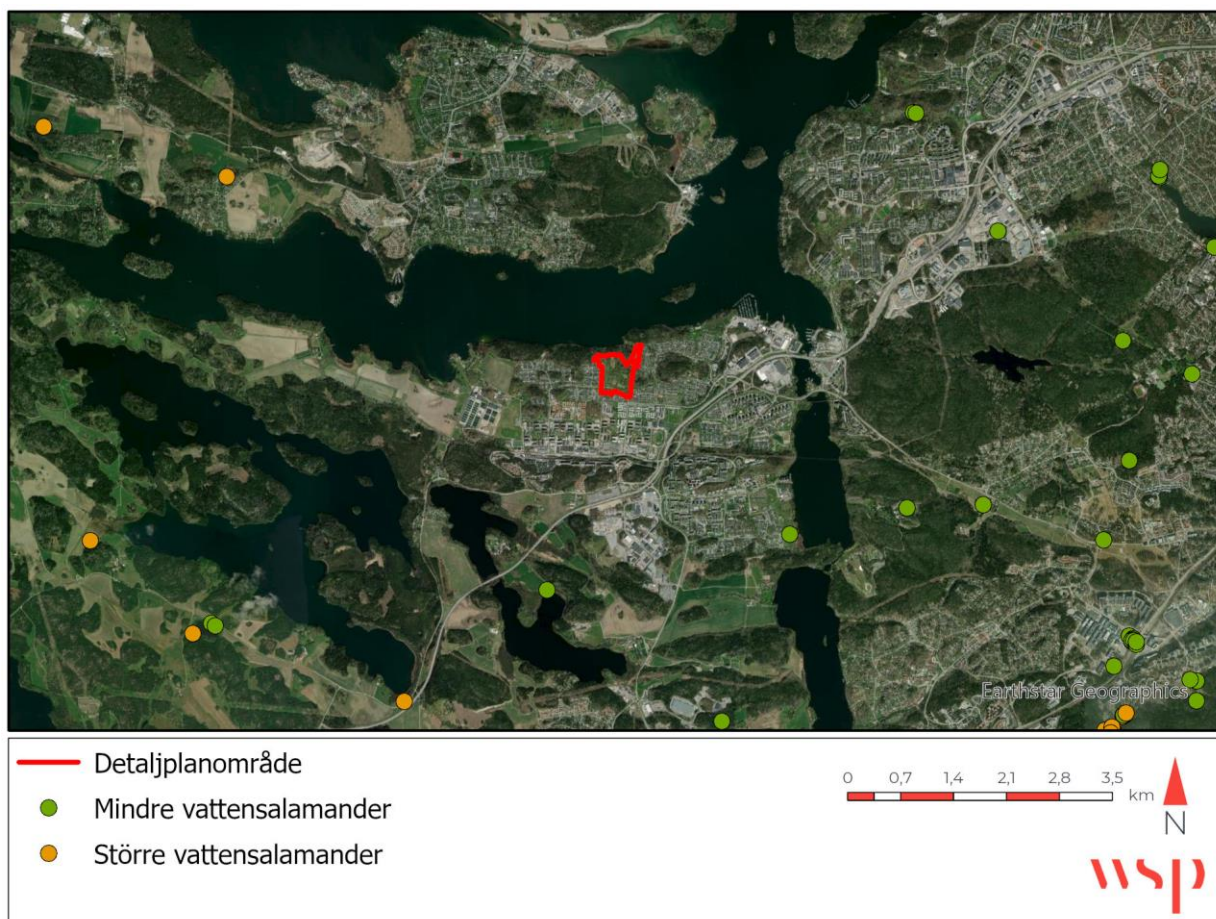 Earthstar Geographics
Detaljplanområde
Mindre vattensalamander
Större vattensalamander
0 0,7 1,4 2,1 2,8 3,5
km
N
wsp